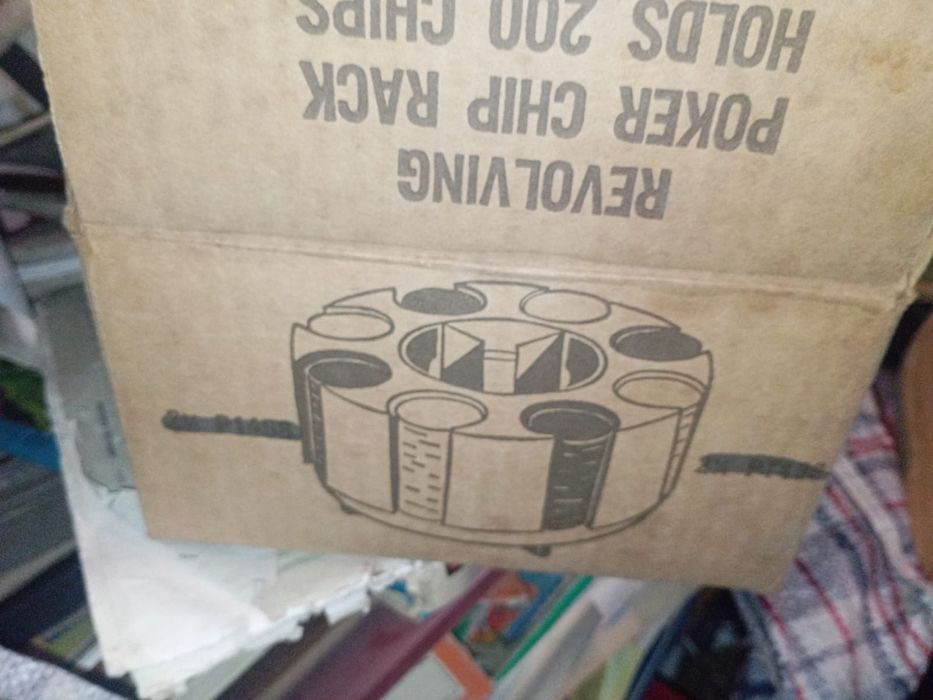 REVOLVING
POKER CHIP RACK
HOLDS 200 CHIPS